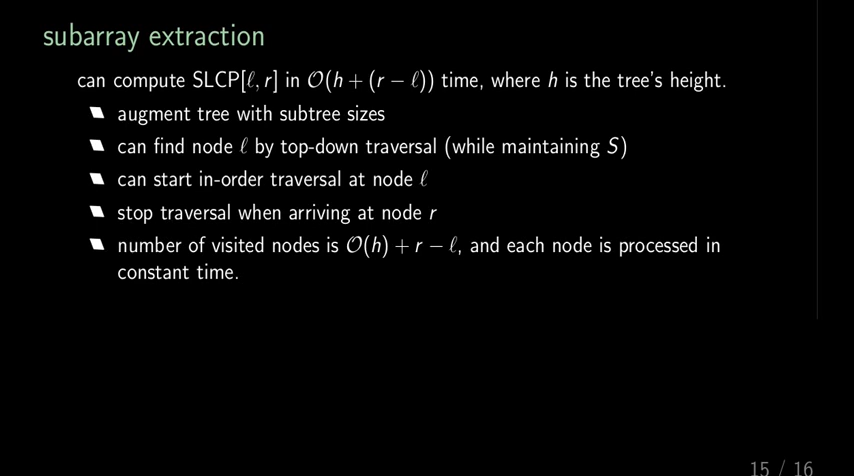 subarray extraction
can compute SLCP[ℓ, r] in 𝒪(h + (r − ℓ)) time, where h is the tree's height.
augment tree with subtree sizes
can find node ℓ by top-down traversal (while maintaining S)
can start in-order traversal at node ℓ
stop traversal when arriving at node r
number of visited nodes is 𝒪(h) + r − ℓ, and each node is processed in
constant time.
15 / 16